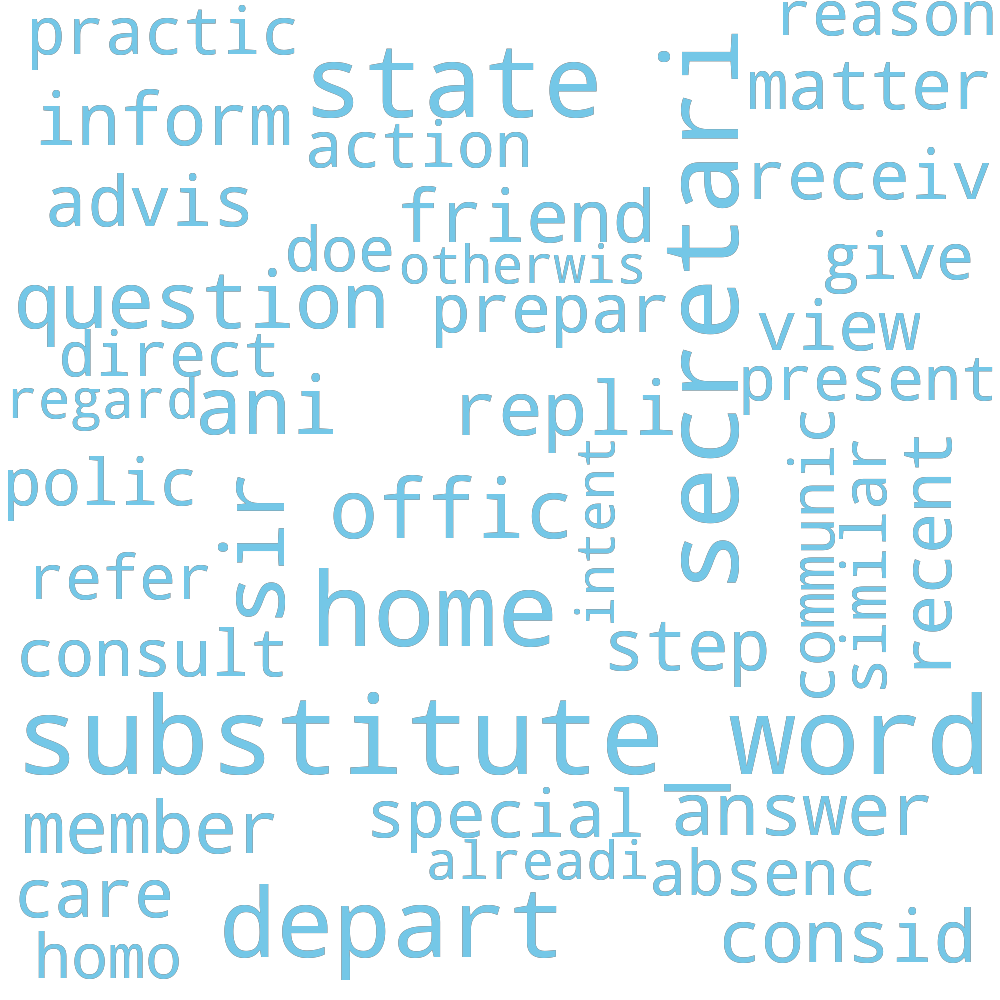 practic
reason
state
matter
inform
action
secretari
receiv
advis
friend
doe
otherwis
give
question
prepar
view
direct
present
regard
ani
repli
communic
polic
sir
offic
intent
similar
recent
refer
home
consult
step
substitute_word
member
special
answer
alreadi
absenc
care
depart
consid
homo